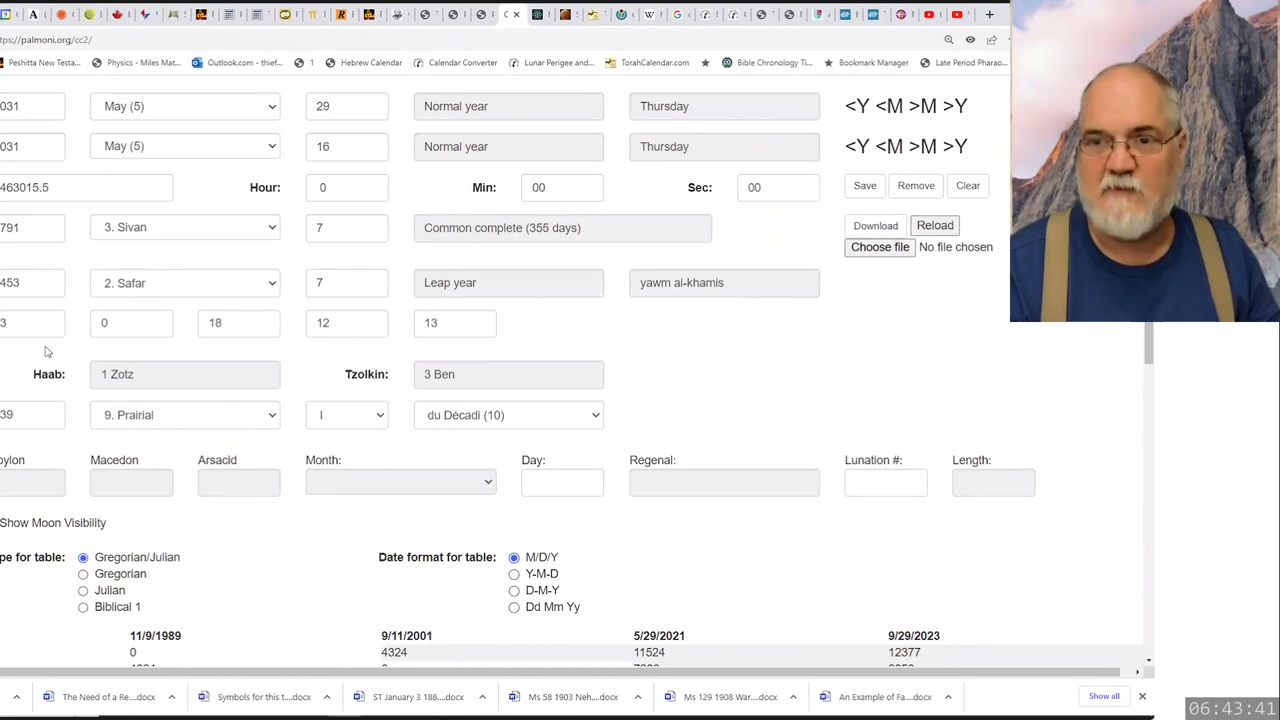 ttps://palmoni.org/cc2/
Peshitta New Testa... Physics - Miles Mat... Outlook.com - thief... 1 Hebrew Calendar Calendar Converter Lunar Perigee and... TorahCalendar.com Bible Chronology Ti... Bookmark Manager Late Period Pharao...
031 May (5) 29 Normal year Thursday <Y <M >M >Y
031 May (5) 16 Normal year Thursday <Y <M >M >Y
463015.5 Hour: 0 Min: 00 Sec: 00 Save Remove Clear
791 3. Sivan 7 Common complete (355 days) Download Reload
Choose file No file chosen
453 2. Safar 7 Leap year yawm al-khamis
3 0 18 12 13
Haab: 1 Zotz Tzolkin: 3 Ben
39 9. Prairial I du Décadi (10)
ylon Macedon Arsacid Month: Day: Regenal: Lunation #: Length:
Show Moon Visibility
pe for table: Gregorian/Julian Date format for table: M/D/Y
Gregorian Y-M-D
Julian D-M-Y
Biblical 1 Dd Mm Yy
11/9/1989 9/11/2001 5/29/2021 9/29/2023
0 4324 11524 12377
The Need of a Re....docx Symbols for this t....docx ST January 3 188....docx Ms 58 1903 Neh....docx Ms 129 1908 War....docx An Example of Fa....docx Show all
06:43:41